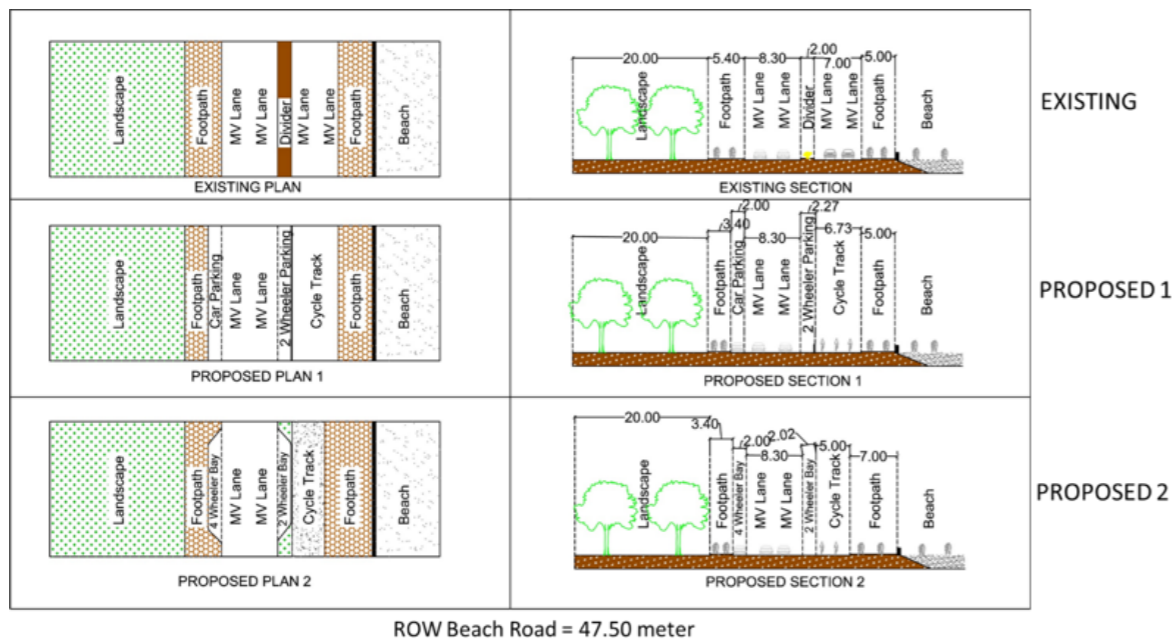 Landscape
Footpath
MV Lane
MV Lane
Divider
MV Lane
MV Lane
Footpath
Beach
EXISTING PLAN
20.00
5.40
8.30
2.00
7.00
5.00
Landscape
Footpath
MV Lane
MV Lane
Divider
MV Lane
MV Lane
Footpath
Beach
EXISTING SECTION
EXISTING
Landscape
Footpath
Car Parking
MV Lane
MV Lane
2 Wheeler Parking
Cycle Track
Footpath
Beach
PROPOSED PLAN 1
20.00
3.40
2.00
8.30
2.27
6.73
5.00
Landscape
Footpath
Car Parking
MV Lane
MV Lane
2 Wheeler Parking
Cycle Track
Footpath
Beach
PROPOSED SECTION 1
PROPOSED 1
Landscape
Footpath
4 Wheeler Bay
MV Lane
MV Lane
2 Wheeler Bay
Cycle Track
Footpath
Beach
PROPOSED PLAN 2
20.00
3.40
2.00
8.30
2.02
5.00
7.00
Landscape
Footpath
4 Wheeler Bay
MV Lane
MV Lane
2 Wheeler Bay
Cycle Track
Footpath
Beach
PROPOSED SECTION 2
PROPOSED 2
ROW Beach Road = 47.50 meter